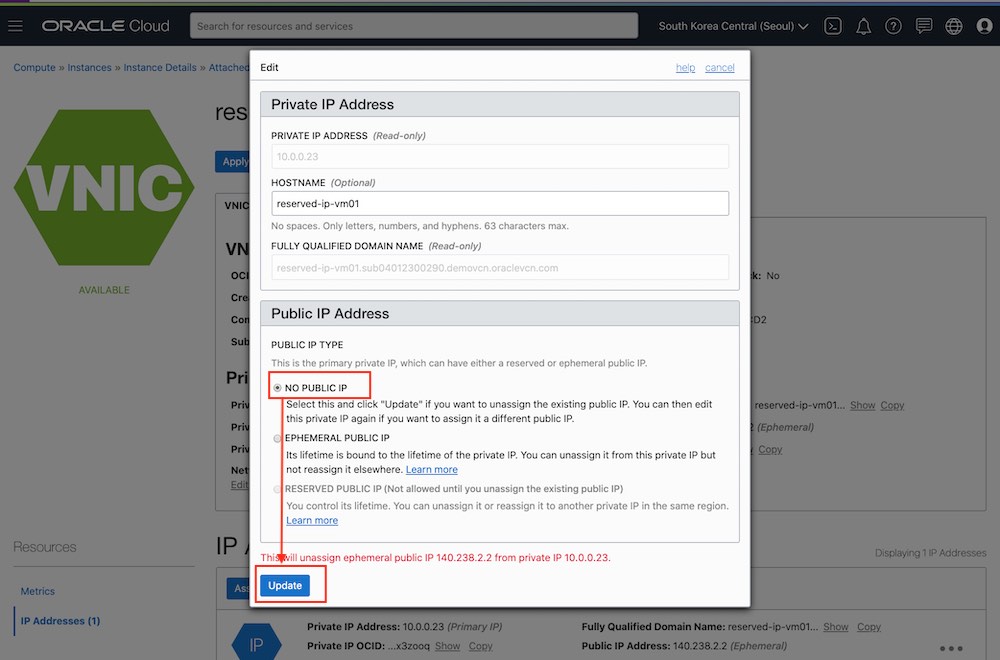 ORACLE Cloud
Search for resources and services
South Korea Central (Seoul)
Compute » Instances » Instance Details » Attached
Edit
help
cancel
res
VNIC
AVAILABLE
Apply
VNIC
Private IP Address
PRIVATE IP ADDRESS (Read-only)
10.0.0.23
HOSTNAME (Optional)
reserved-ip-vm01
No spaces. Only letters, numbers, and hyphens. 63 characters max.
FULLY QUALIFIED DOMAIN NAME (Read-only)
reserved-ip-vm01.sub04012300290.demovcn.oraclevcn.com
VN
OCI
k: No
Cre
Con
CD2
Sub
Public IP Address
PUBLIC IP TYPE
This is the primary private IP, which can have either a reserved or ephemeral public IP.
Pri
NO PUBLIC IP
Select this and click "Update" if you want to unassign the existing public IP. You can then edit
this private IP again if you want to assign it a different public IP.
Priv
reserved-ip-vm01... Show Copy
Priv
(Ephemeral)
EPHEMERAL PUBLIC IP
Its lifetime is bound to the lifetime of the private IP. You can unassign it from this private IP but
not reassign it elsewhere. Learn more
Priv
Copy
Net
Edit
RESERVED PUBLIC IP (Not allowed until you unassign the existing public IP)
You control its lifetime. You can unassign it or reassign it to another private IP in the same region.
Learn more
Resources
IP A
Displaying 1 IP Addresses
This will unassign ephemeral public IP 140.238.2.2 from private IP 10.0.0.23.
Update
Ass
Metrics
IP Addresses (1)
IP
Private IP Address: 10.0.0.23 (Primary IP)
Fully Qualified Domain Name: reserved-ip-vm01... Show Copy
Private IP OCID: ...x3zooq Show Copy
Public IP Address: 140.238.2.2 (Ephemeral)